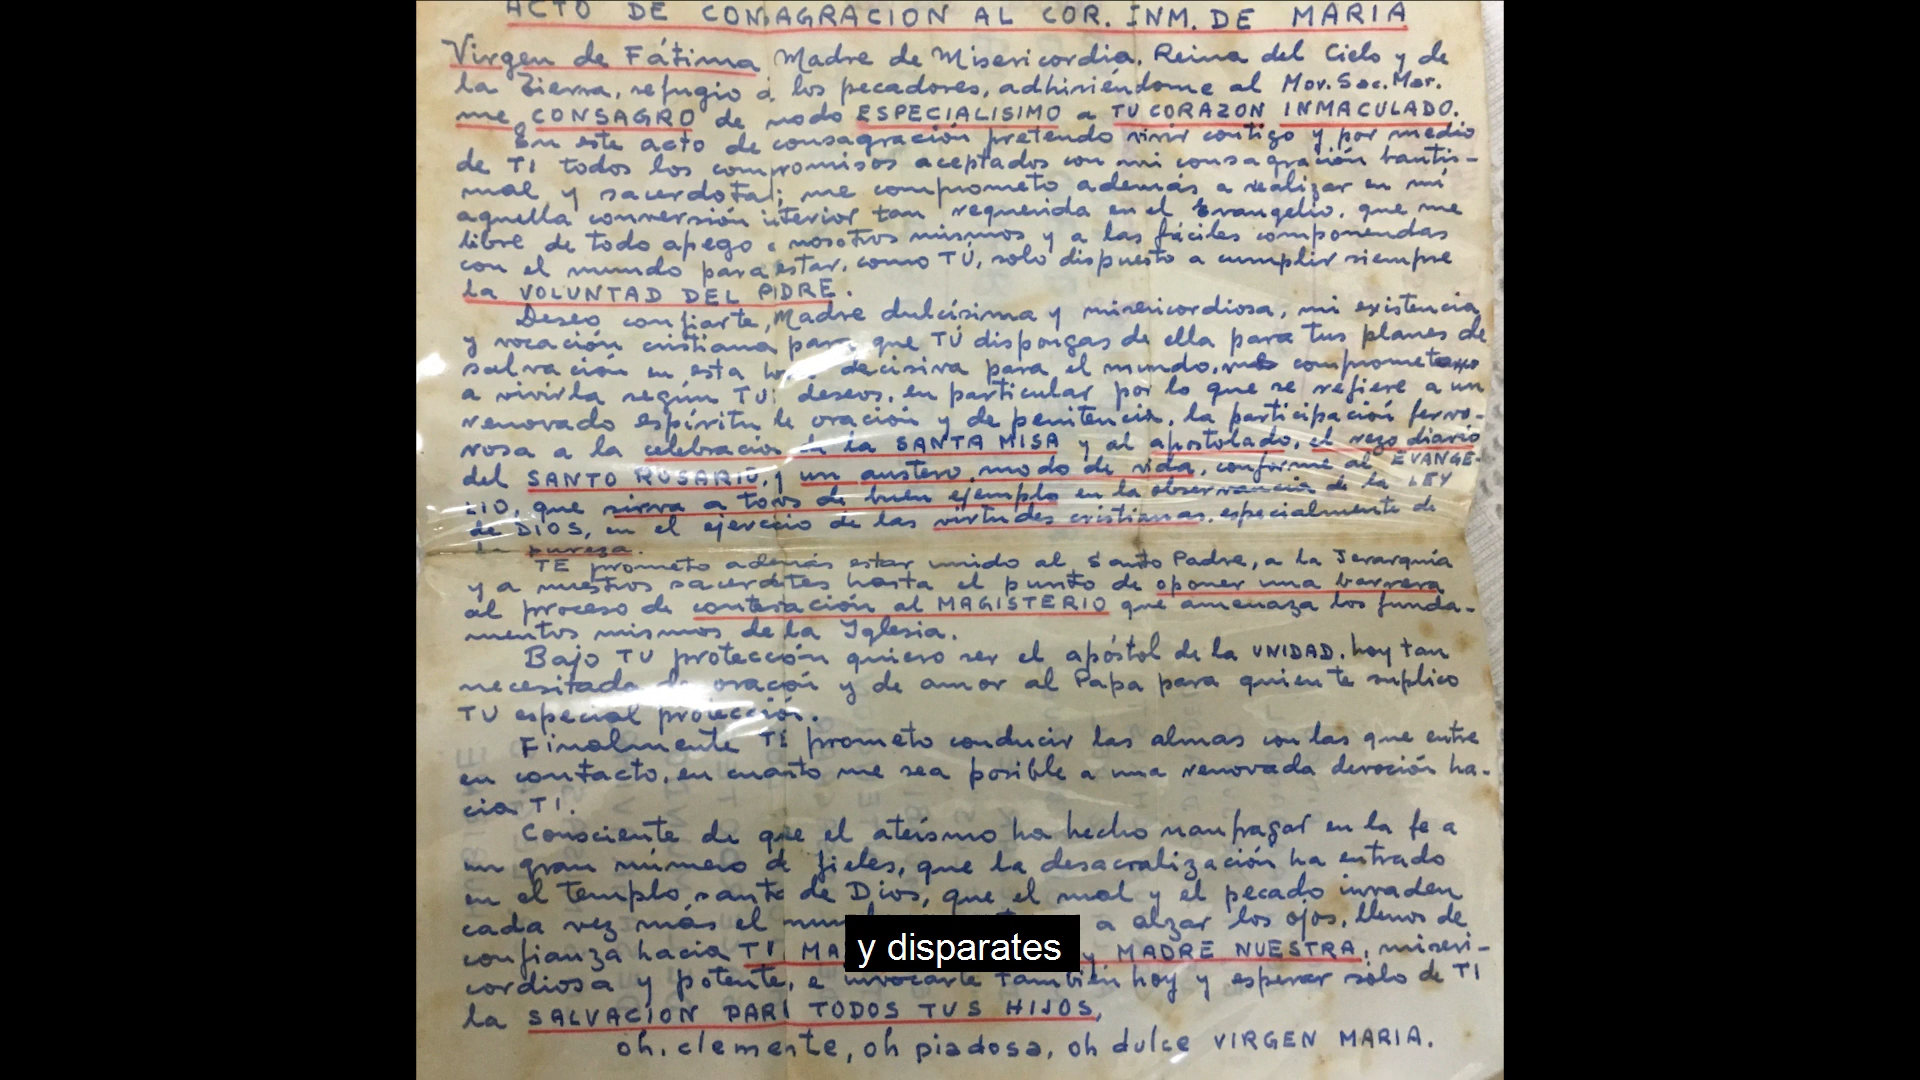 ACTO DE CONSAGRACION AL COR. INM. DE MARIA
Virgen de Fátima Madre de Misericordia. Reina del Cielo y de
la Tierra, refugio d los pecadores, adhiriéndome al Mov. Sac. Mar.
me CONSAGRO de modo ESPECIALISIMO a TU CORAZON INMACULADO.
En este acto de consagración pretendo vivir contigo y por medio
de TI todos los compromisos aceptados con mi consagración bautis-
mal y sacerdotal; me comprometo además a realizar en mí
aquella conversión interior tan requerida en el Evangelio, que me
libre de todo apego a nosotros mismos y a las fáciles componendas
con el mundo para estar, como TÚ, solo dispuesto a cumplir siempre
la VOLUNTAD DEL PADRE.
Deseo confiarte, Madre dulcísima y misericordiosa, mi existencia
y vocación cristiana para que TÚ dispongas de ella para tus planes de
salvación en esta decisiva para el mundo, comprometo
a vivirla según TUS deseos, en particular por lo que se refiere a un
renovado espíritu de oración y de penitencia, la participación fervo-
rosa a la celebración de la SANTA MISA y al apostolado, el rezo diario
del SANTO ROSARIO, y un austero modo de vida, conforme al EVANGE-
LIO, que sirva a todos de buen ejemplo en la observancia de la LEY
de DIOS, en el ejercicio de las virtudes cristianas, especialmente de
la pureza.
TE prometo además estar unido al Santo Padre, a la Jerarquía
y a nuestros sacerdotes hasta el punto de oponer una barrera
al proceso de contestación al MAGISTERIO que amenaza los funda-
mentos mismos de la Iglesia.
Bajo TU protección quiero ser el apóstol de la UNIDAD, hoy tan
necesitada de oración y de amor al Papa para quien te suplico
TU especial protección.
Finalmente TE prometo conducir las almas con las que entre
en contacto, en cuanto me sea posible a una renovada devoción ha-
cia TI.
Consciente de que el ateísmo ha hecho naufragar en la fe a
un gran número de fieles, que la desacralización ha entrado
en el templo santo de Dios, que el mal y el pecado invaden
cada vez mas el a alzar los ojos, llenos de
confianza hacia TI y MADRE NUESTRA, miseri-
y disparates
cordiosa y potente, e invocarte también hoy y esperar sólo de TI
la SALVACION PARA TODOS TUS HIJOS,
oh, clemente, oh piadosa, oh dulce VIRGEN MARIA.